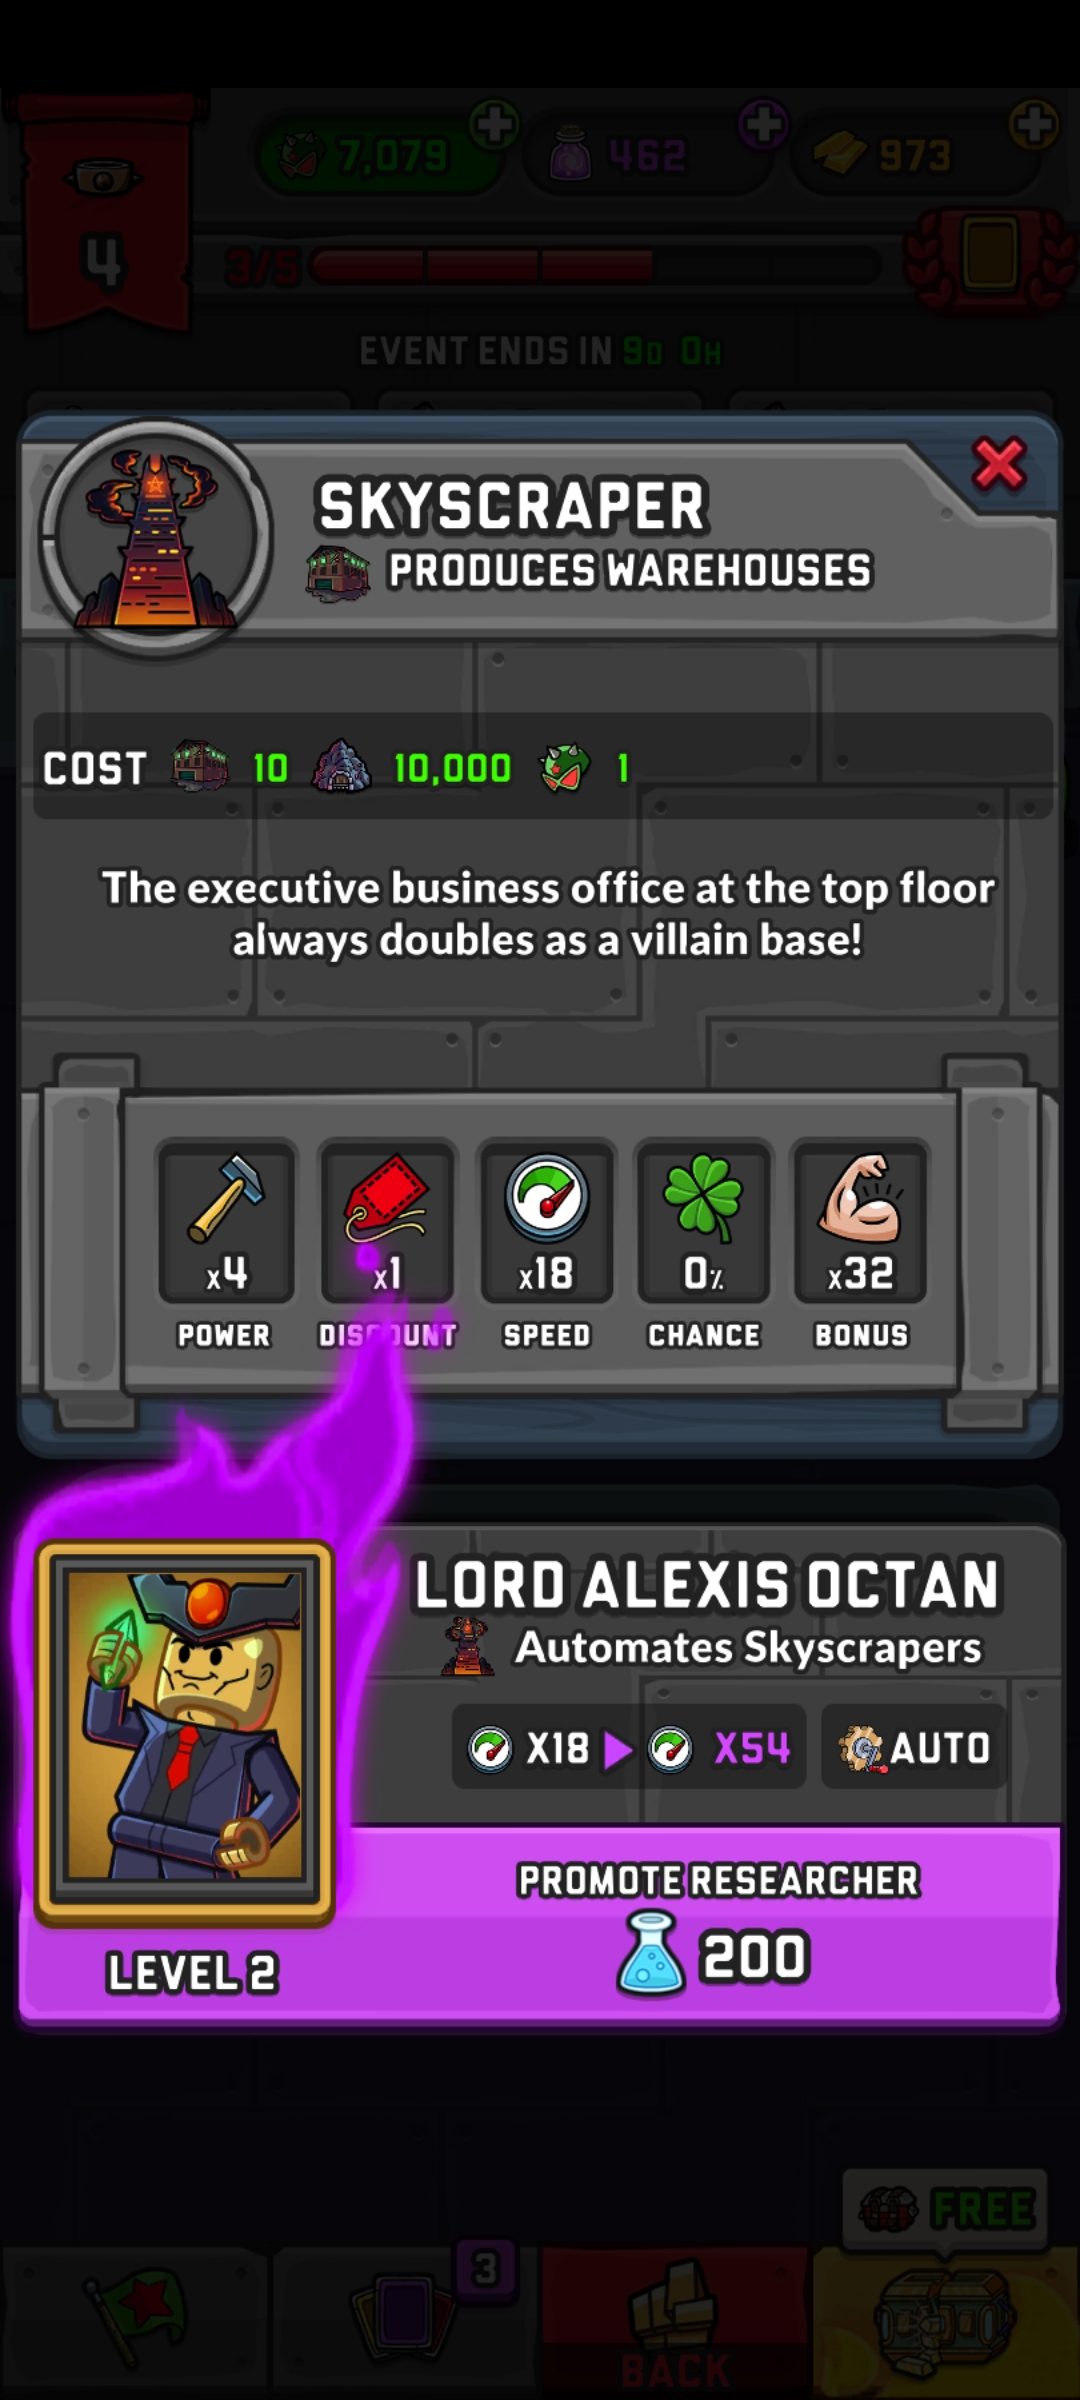 7,079
462
973
4
3/5
EVENT ENDS IN 9D 0H
SKYSCRAPER
PRODUCES WAREHOUSES
COST 10 10,000 1
The executive business office at the top floor
always doubles as a villain base!
x4 x1 x18 0% x32
POWER DISCOUNT SPEED CHANCE BONUS
LORD ALEXIS OCTAN
Automates Skyscrapers
X18 X54 AUTO
PROMOTE RESEARCHER
200
LEVEL 2
FREE
3
BACK